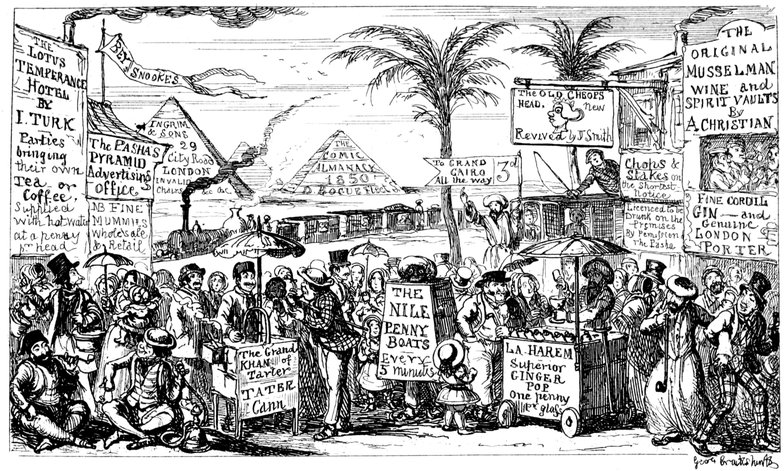 THE
LOTUS
TEMPERANCE
HOTEL
BY
I. TURK
Parties
bringing
their own
Tea or
Coffee,
Supplied
with hot water
at a penny
pr head
BEN SNOOKES
The PASHA'S
PYRAMID
Advertising
Office
NB FINE
MUMMIES
Wholesale
& Retail
INGRIM
& SONS
29
City Road
LONDON
INVALID
Chairs &c &c.
The
COMIC
ALMANACK
1850
D BOGUE Fleet St
To GRAND
CAIRO
All the way
3d
The OLD CHEOPS
HEAD. New
Revived by J Smith
Chops &
Steaks on
the Shortest
Notice
Licenced to be
Drunk on the
Premises
By Permission of
The Pasha
THE
ORIGINAL
MUSSELMAN
WINE and
SPIRIT VAULTS
By
A. CHRISTIAN
FINE CORDIAL
GIN — and
Genuine
LONDON
PORTER
The Grand
KHAN of
Tarter
TATER
Cann
THE
NILE
PENNY
BOATS
Every
5 minutes
LA HAREM
Superior
GINGER
POP
one penny
per glass
George Cruikshank